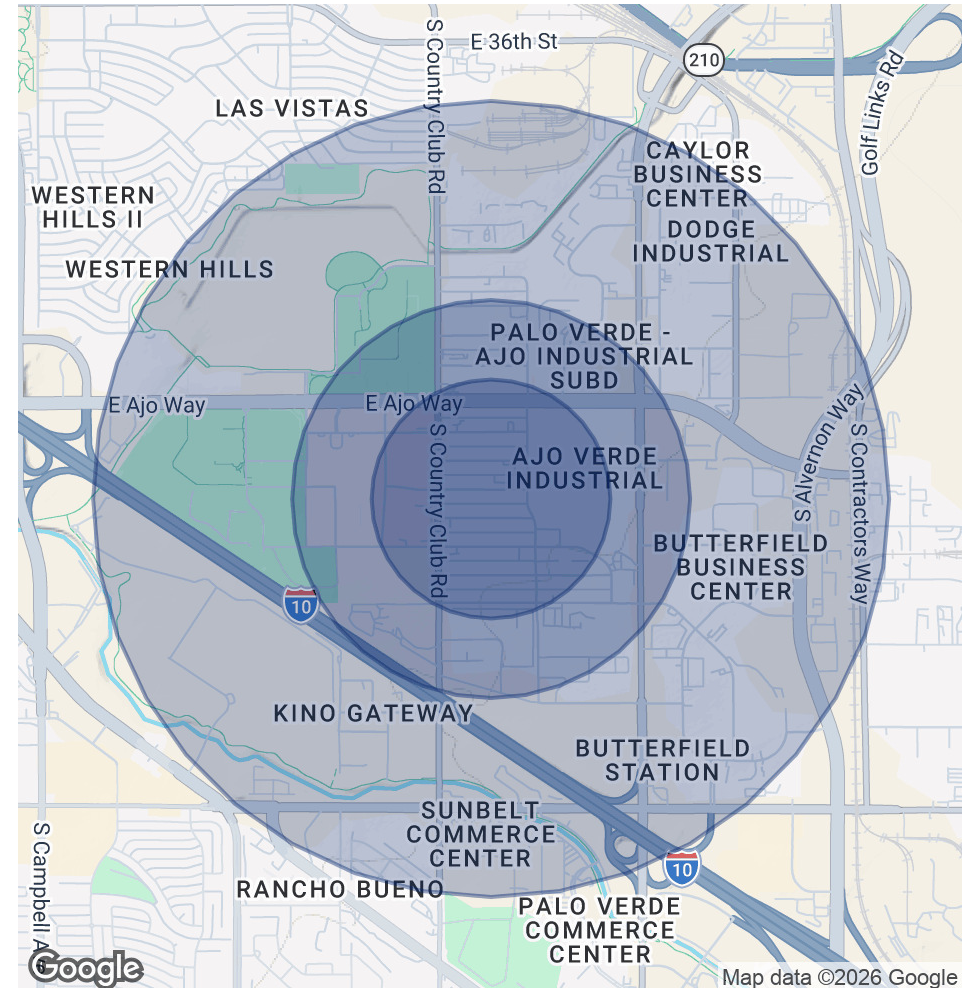 E 36th St
210
S Country Club Rd
Golf Links Rd
LAS VISTAS
CAYLOR
BUSINESS
CENTER
WESTERN
HILLS II
DODGE
INDUSTRIAL
WESTERN HILLS
PALO VERDE -
AJO INDUSTRIAL
SUBD
E Ajo Way
E Ajo Way
S Alvernon Way
S Contractors Way
S Country Club Rd
AJO VERDE
INDUSTRIAL
BUTTERFIELD
BUSINESS
CENTER
10
KINO GATEWAY
BUTTERFIELD
STATION
SUNBELT
COMMERCE
CENTER
S Campbell A
10
RANCHO BUENO
PALO VERDE
COMMERCE
CENTER
Google
Map data ©2026 Google